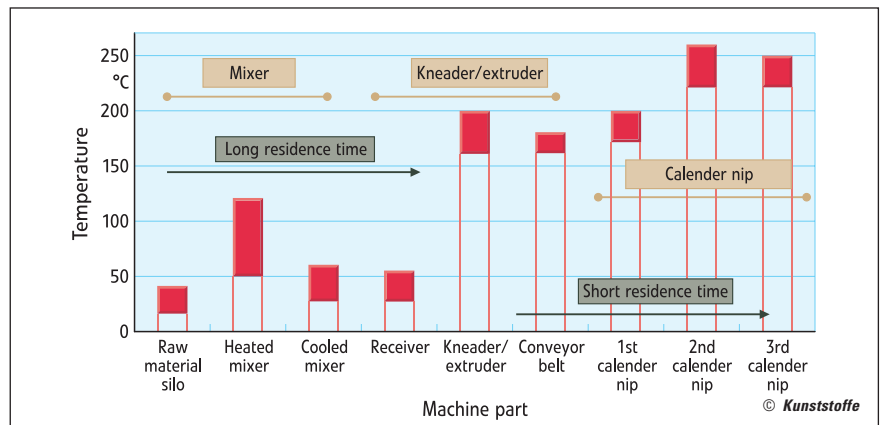 250
°C
200
150
100
50
0
Temperature
Mixer
Kneader/extruder
Long residence time
Calender nip
Short residence time
Raw
material
silo
Heated
mixer
Cooled
mixer
Receiver
Kneader/
extruder
Conveyor
belt
1st
calender
nip
2nd
calender
nip
3rd
calender
nip
Machine part
© Kunststoffe